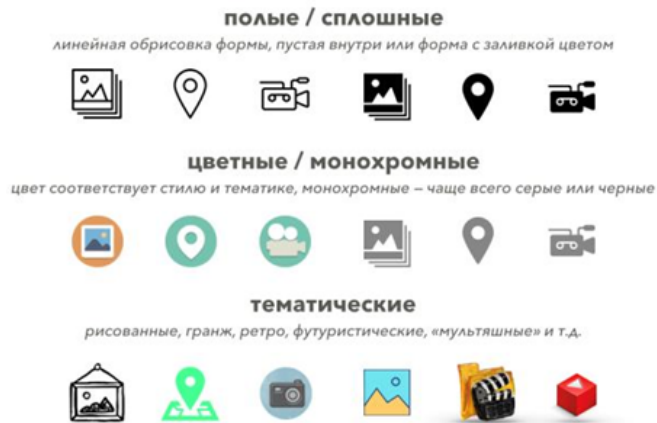 полые / сплошные
линейная обрисовка формы, пустая внутри или форма с заливкой цветом
цветные / монохромные
цвет соответствует стилю и тематике, монохромные – чаще всего серые или черные
тематические
рисованные, гранж, ретро, футуристические, «мультяшные» и т.д.